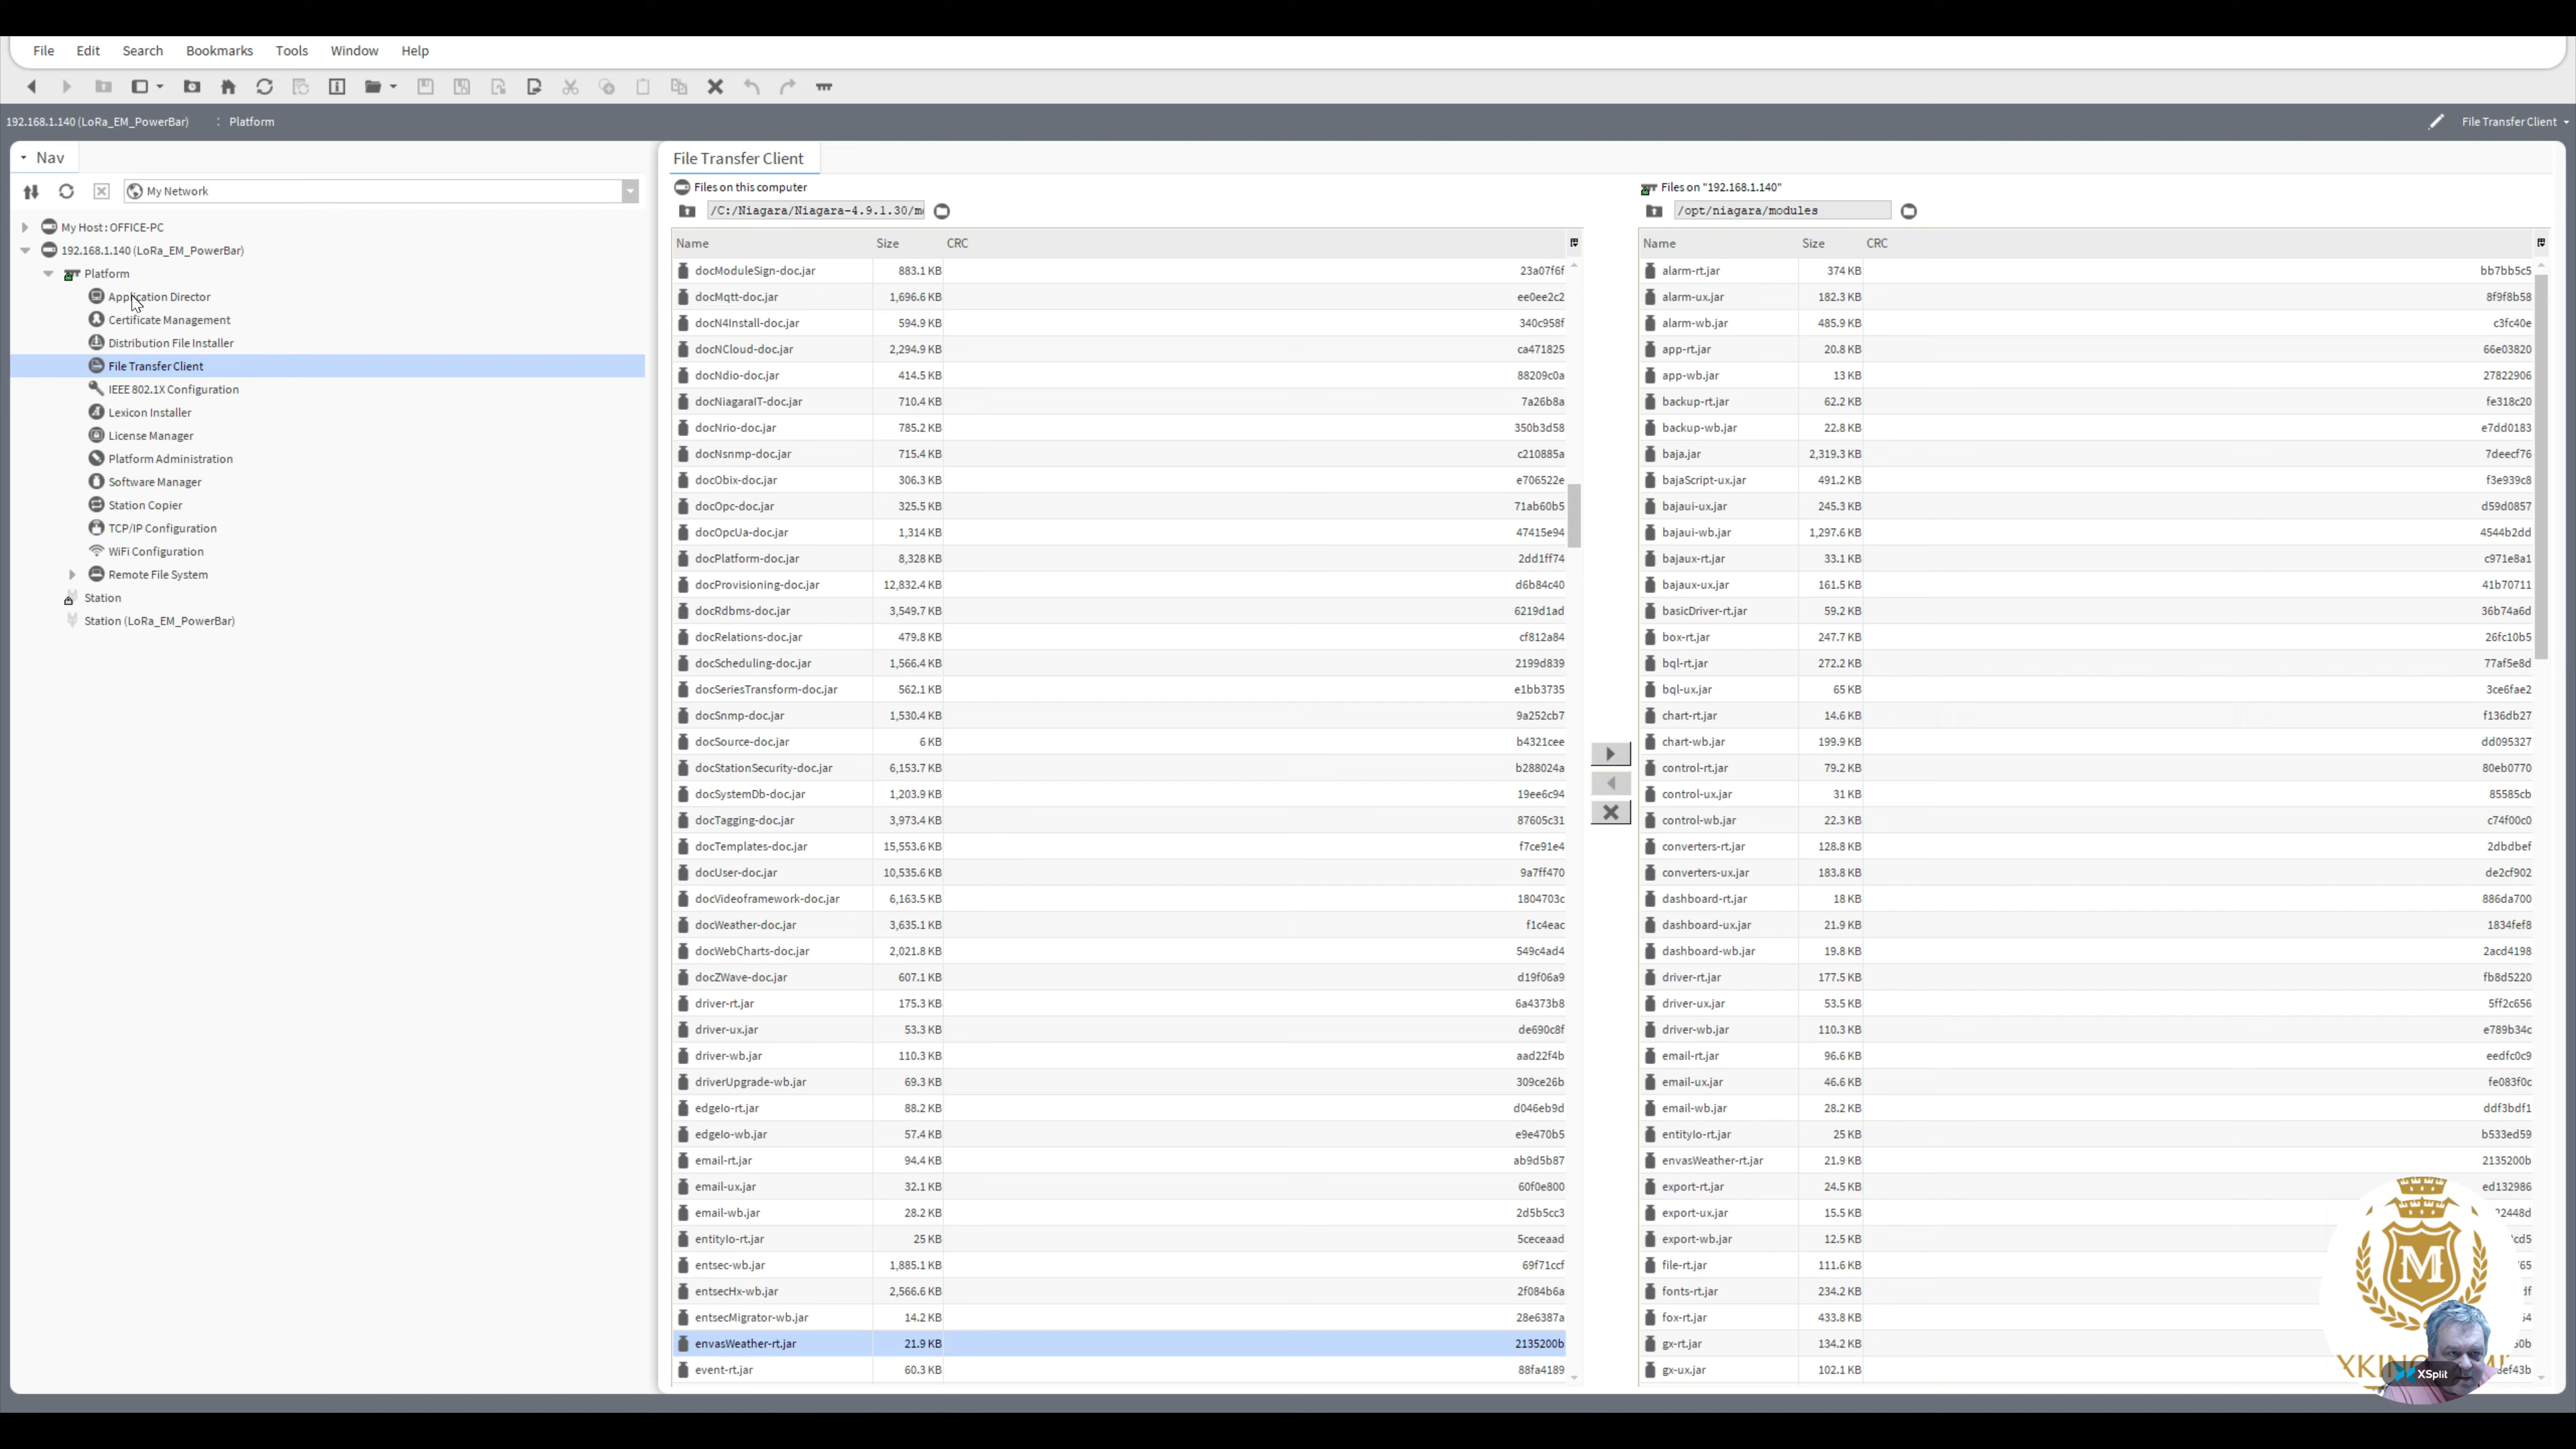 File Edit Search Bookmarks Tools Window Help
192.168.1.140 (LoRa_EM_PowerBar) : Platform File Transfer Client
Nav
My Network
My Host : OFFICE-PC
192.168.1.140 (LoRa_EM_PowerBar)
Platform
Application Director
Certificate Management
Distribution File Installer
File Transfer Client
IEEE 802.1X Configuration
Lexicon Installer
License Manager
Platform Administration
Software Manager
Station Copier
TCP/IP Configuration
WiFi Configuration
Remote File System
Station
Station (LoRa_EM_PowerBar)
File Transfer Client
Files on this computer
/C:/Niagara/Niagara-4.9.1.30/m
Name Size CRC
docModuleSign-doc.jar 883.1 KB 23a07f6f
docMqtt-doc.jar 1,696.6 KB ee0ee2c2
docN4Install-doc.jar 594.9 KB 340c958f
docNCloud-doc.jar 2,294.9 KB ca471825
docNdio-doc.jar 414.5 KB 88209c0a
docNiagaraIT-doc.jar 710.4 KB 7a26b8a
docNrio-doc.jar 785.2 KB 350b3d58
docNsnmp-doc.jar 715.4 KB c210885a
docObix-doc.jar 306.3 KB e706522e
docOpc-doc.jar 325.5 KB 71ab60b5
docOpcUa-doc.jar 1,314 KB 47415e94
docPlatform-doc.jar 8,328 KB 2dd1ff74
docProvisioning-doc.jar 12,832.4 KB d6b84c40
docRdbms-doc.jar 3,549.7 KB 6219d1ad
docRelations-doc.jar 479.8 KB cf812a84
docScheduling-doc.jar 1,566.4 KB 2199d839
docSeriesTransform-doc.jar 562.1 KB e1bb3735
docSnmp-doc.jar 1,530.4 KB 9a252cb7
docSource-doc.jar 6 KB b4321cee
docStationSecurity-doc.jar 6,153.7 KB b288024a
docSystemDb-doc.jar 1,203.9 KB 19ee6c94
docTagging-doc.jar 3,973.4 KB 87605c31
docTemplates-doc.jar 15,553.6 KB f7ce91e4
docUser-doc.jar 10,535.6 KB 9a7ff470
docVideoframework-doc.jar 6,163.5 KB 1804703c
docWeather-doc.jar 3,635.1 KB f1c4eac
docWebCharts-doc.jar 2,021.8 KB 549c4ad4
docZWave-doc.jar 607.1 KB d19f06a9
driver-rt.jar 175.3 KB 6a4373b8
driver-ux.jar 53.3 KB de690c8f
driver-wb.jar 110.3 KB aad22f4b
driverUpgrade-wb.jar 69.3 KB 309ce26b
edgeIo-rt.jar 88.2 KB d046eb9d
edgeIo-wb.jar 57.4 KB e9e470b5
email-rt.jar 94.4 KB ab9d5b87
email-ux.jar 32.1 KB 60f0e800
email-wb.jar 28.2 KB 2d5b5cc3
entityIo-rt.jar 25 KB 5ceceaad
entsec-wb.jar 1,885.1 KB 69f71ccf
entsecHx-wb.jar 2,566.6 KB 2f084b6a
entsecMigrator-wb.jar 14.2 KB 28e6387a
envasWeather-rt.jar 21.9 KB 2135200b
event-rt.jar 60.3 KB 88fa4189
Files on "192.168.1.140"
/opt/niagara/modules
Name Size CRC
alarm-rt.jar 374 KB bb7bb5c5
alarm-ux.jar 182.3 KB 8f9f8b58
alarm-wb.jar 485.9 KB c3fc40e
app-rt.jar 20.8 KB 66e03820
app-wb.jar 13 KB 27822906
backup-rt.jar 62.2 KB fe318c20
backup-wb.jar 22.8 KB e7dd0183
baja.jar 2,319.3 KB 7deecf76
bajaScript-ux.jar 491.2 KB f3e939c8
bajaui-ux.jar 245.3 KB d59d0857
bajaui-wb.jar 1,297.6 KB 4544b2dd
bajaux-rt.jar 33.1 KB c971e8a1
bajaux-ux.jar 161.5 KB 41b70711
basicDriver-rt.jar 59.2 KB 36b74a6d
box-rt.jar 247.7 KB 26fc10b5
bql-rt.jar 272.2 KB 77af5e8d
bql-ux.jar 65 KB 3ce6fae2
chart-rt.jar 14.6 KB f136db27
chart-wb.jar 199.9 KB dd095327
control-rt.jar 79.2 KB 80eb0770
control-ux.jar 31 KB 85585cb
control-wb.jar 22.3 KB c74f00c0
converters-rt.jar 128.8 KB 2dbdbef
converters-ux.jar 183.8 KB de2cf902
dashboard-rt.jar 18 KB 886da700
dashboard-ux.jar 21.9 KB 1834fef8
dashboard-wb.jar 19.8 KB 2acd4198
driver-rt.jar 177.5 KB fb8d5220
driver-ux.jar 53.5 KB 5ff2c656
driver-wb.jar 110.3 KB e789b34c
email-rt.jar 96.6 KB eedfc0c9
email-ux.jar 46.6 KB fe083f0c
email-wb.jar 28.2 KB ddf3bdf1
entityIo-rt.jar 25 KB b533ed59
envasWeather-rt.jar 21.9 KB 2135200b
export-rt.jar 24.5 KB ed132986
export-ux.jar 15.5 KB 22448d
export-wb.jar 12.5 KB cd5
file-rt.jar 111.6 KB 65
fonts-rt.jar 234.2 KB df
fox-rt.jar 433.8 KB 54
gx-rt.jar 134.2 KB 0b
gx-ux.jar 102.1 KB ef43b
M
XSplit